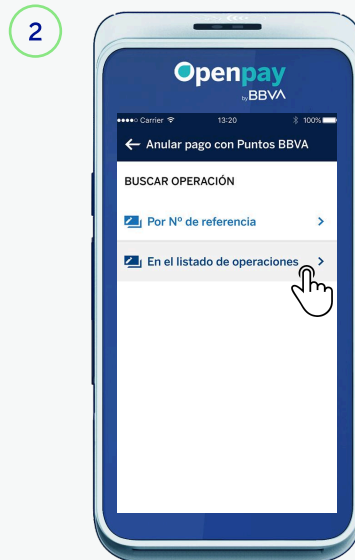 2
Openpay
by BBVA
Carrier 13:20 100%
Anular pago con Puntos BBVA
BUSCAR OPERACIÓN
Por Nº de referencia
En el listado de operaciones